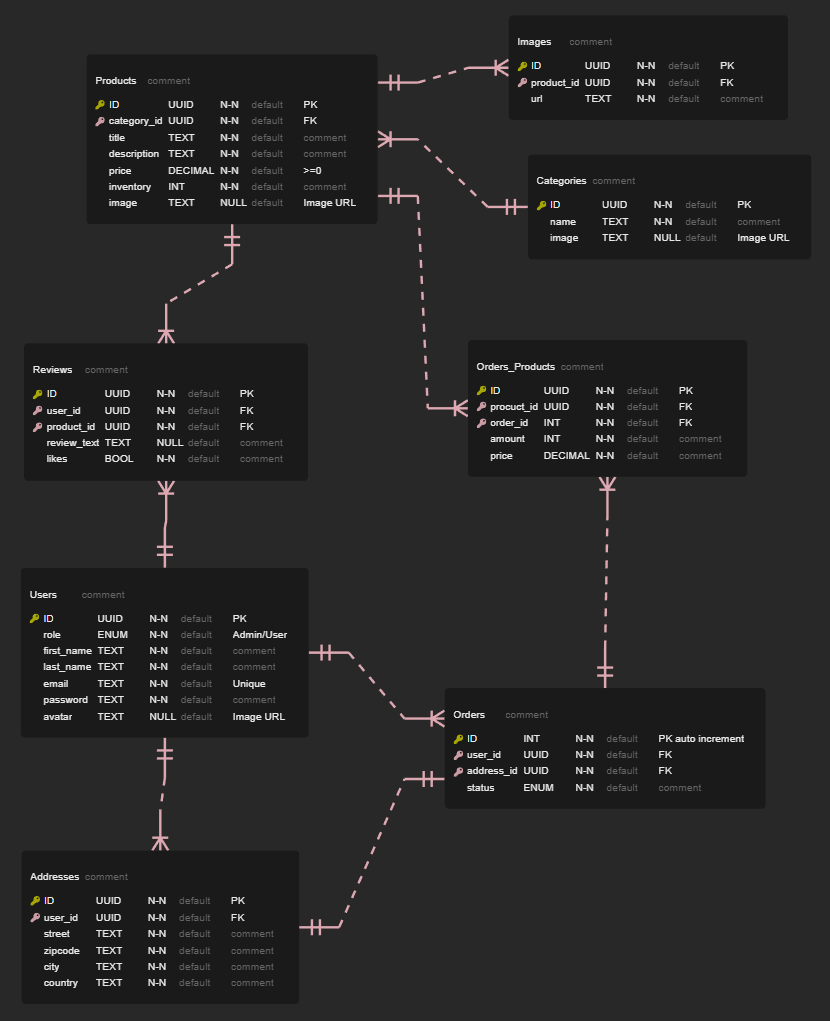 Products comment
ID UUID N-N default PK
category_id UUID N-N default FK
title TEXT N-N default comment
description TEXT N-N default comment
price DECIMAL N-N default >=0
inventory INT N-N default comment
image TEXT NULL default Image URL
Images comment
ID UUID N-N default PK
product_id UUID N-N default FK
url TEXT N-N default comment
Categories comment
ID UUID N-N default PK
name TEXT N-N default comment
image TEXT NULL default Image URL
Reviews comment
ID UUID N-N default PK
user_id UUID N-N default FK
product_id UUID N-N default FK
review_text TEXT NULL default comment
likes BOOL N-N default comment
Orders_Products comment
ID UUID N-N default PK
procuct_id UUID N-N default FK
order_id INT N-N default FK
amount INT N-N default comment
price DECIMAL N-N default comment
Users comment
ID UUID N-N default PK
role ENUM N-N default Admin/User
first_name TEXT N-N default comment
last_name TEXT N-N default comment
email TEXT N-N default Unique
password TEXT N-N default comment
avatar TEXT NULL default Image URL
Orders comment
ID INT N-N default PK auto increment
user_id UUID N-N default FK
address_id UUID N-N default FK
status ENUM N-N default comment
Addresses comment
ID UUID N-N default PK
user_id UUID N-N default FK
street TEXT N-N default comment
zipcode TEXT N-N default comment
city TEXT N-N default comment
country TEXT N-N default comment